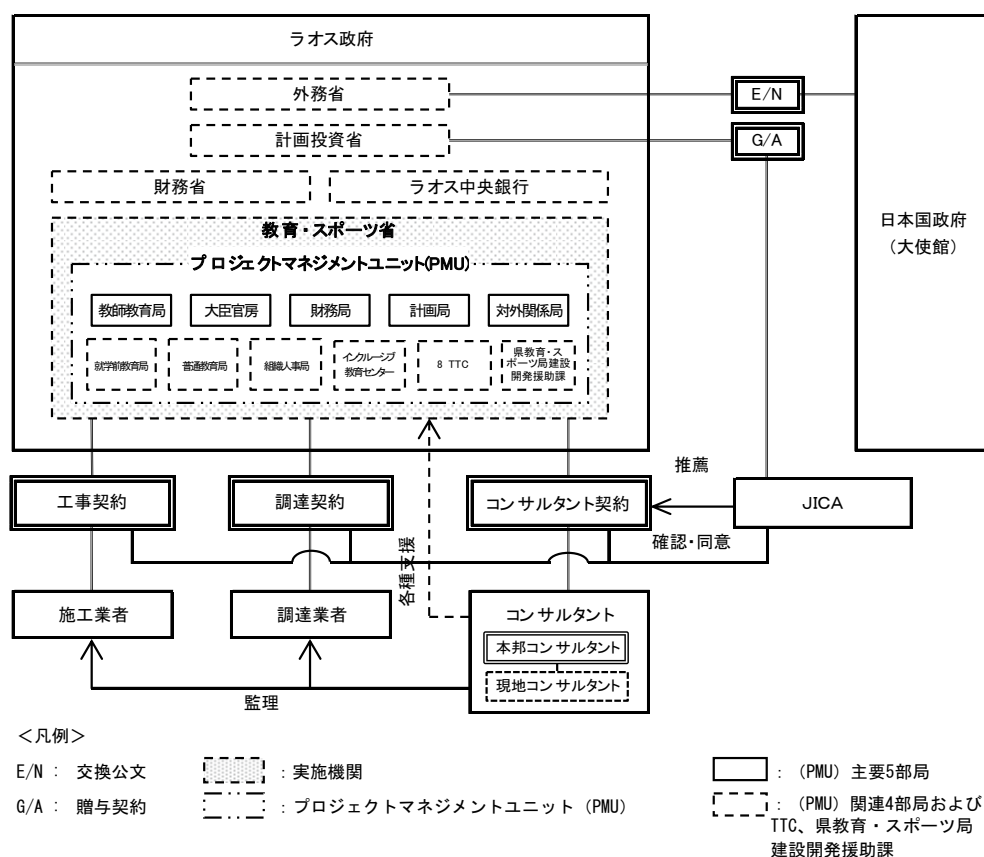 ラオス政府
外務省
E/N
計画投資省
G/A
財務省
ラオス中央銀行
日本国政府
（大使館）
教育・スポーツ省
プロジェクトマネジメントユニット(PMU)
教師教育局
大臣官房
財務局
計画局
対外関係局
就学前教育局
普通教育局
組織人事局
インクルーシブ
教育センター
8 TTC
県教育・ス
ポーツ局建設
開発援助課
推薦
工事契約
調達契約
コンサルタント契約
JICA
確認・同意
各種支援
施工業者
調達業者
コンサルタント
本邦コンサルタント
現地コンサルタント
監理
＜凡例＞
E/N： 交換公文
：実施機関
：(PMU) 主要5部局
G/A： 贈与契約
：プロジェクトマネジメントユニット (PMU)
：(PMU) 関連4部局および
TTC、県教育・スポーツ局
建設開発援助課